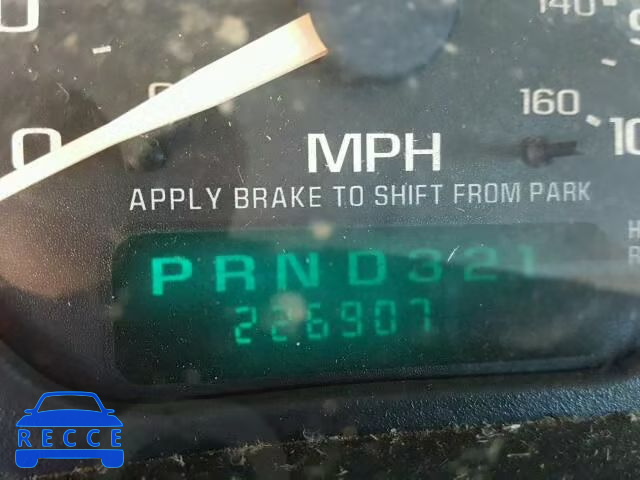 140
160
MPH
APPLY BRAKE TO SHIFT FROM PARK
PRND321
226907
RECCE